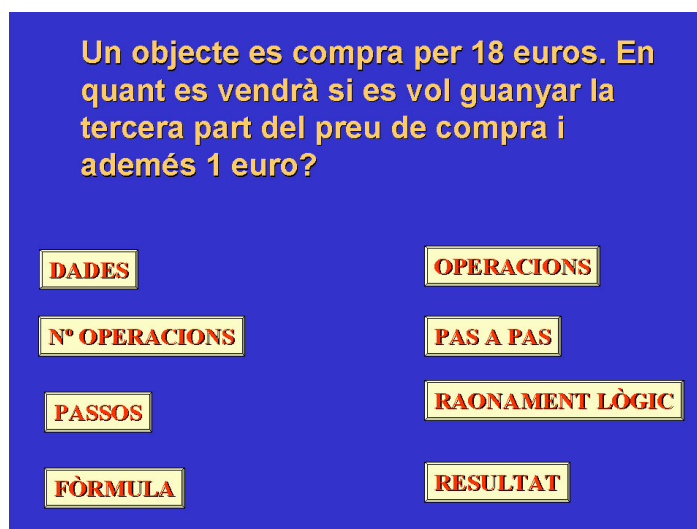 Un objecte es compra per 18 euros. En
quant es vendrà si es vol guanyar la
tercera part del preu de compra i
ademés 1 euro?
DADES
OPERACIONS
Nº OPERACIONS
PAS A PAS
PASSOS
RAONAMENT LÒGIC
FÒRMULA
RESULTAT